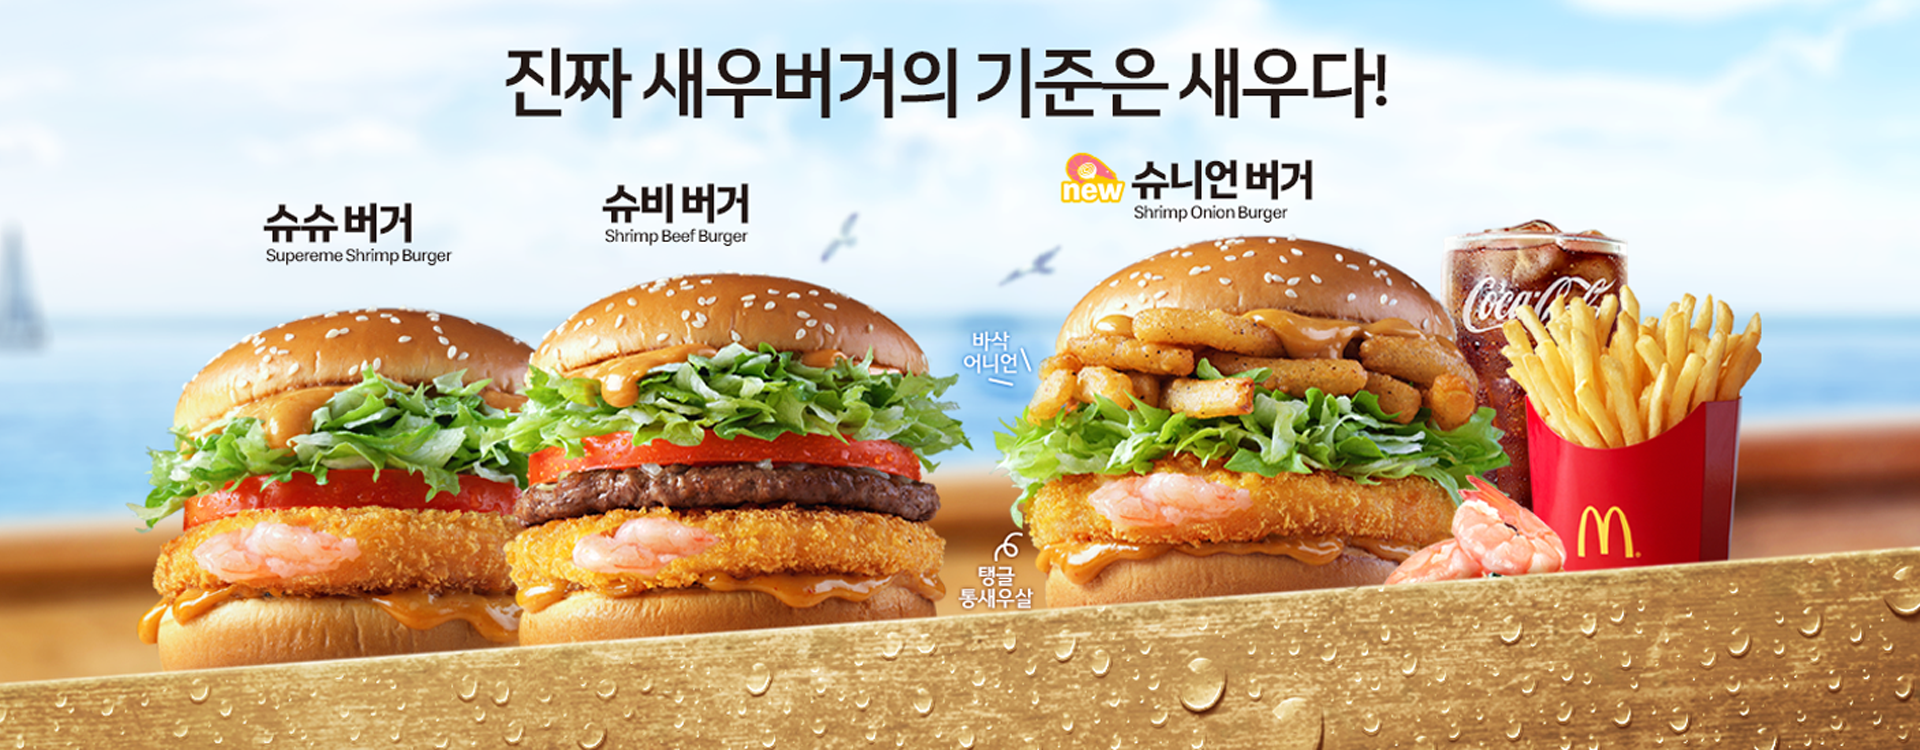 진짜 새우버거의 기준은 새우다!
슈슈 버거
Supereme Shrimp Burger
슈비 버거
Shrimp Beef Burger
new 슈니언 버거
Shrimp Onion Burger
바삭
어니언
탱글
통새우살
Coca-Cola